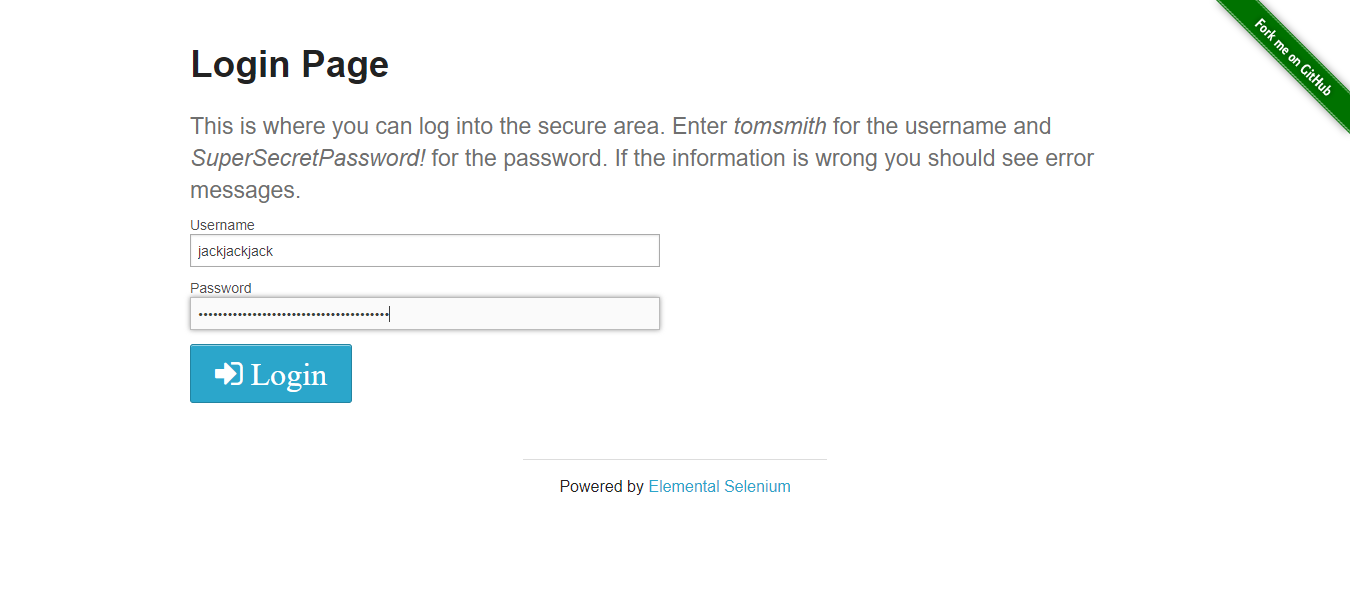 Fork me on GitHub
Login Page
This is where you can log into the secure area. Enter tomsmith for the username and
SuperSecretPassword! for the password. If the information is wrong you should see error
messages.
Username
jackjackjack
Password
•••••••••••••••••••••••••••••••••••••••
Login
Powered by Elemental Selenium